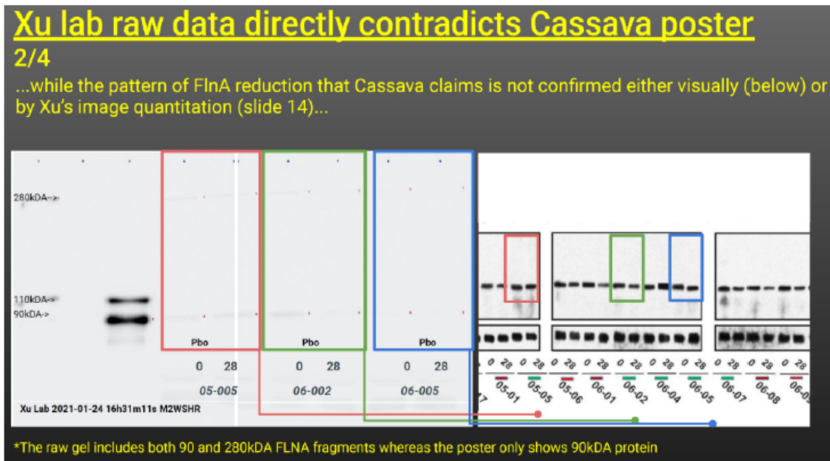 Xu lab raw data directly contradicts Cassava poster
2/4
...while the pattern of FlnA reduction that Cassava claims is not confirmed either visually (below) or
by Xu's image quantitation (slide 14)...
280kDA->
110kDA->
90kDA->
Pbo Pbo Pbo
0 28 0 28 0 28
05-005 06-002 06-005
Xu Lab 2021-01-24 16h31m11s M2WSHR
0 28 0 28 0 28 0 28 0 28 0 28 0 28 0 28 0 28
05-01 05-05 05-06 06-01 06-02 06-04 06-05 06-07 06-08
*The raw gel includes both 90 and 280kDA FLNA fragments whereas the poster only shows 90kDA protein